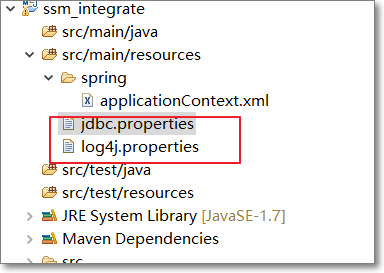 ssm_integrate
src/main/java
src/main/resources
spring
applicationContext.xml
jdbc.properties
log4j.properties
src/test/java
src/test/resources
JRE System Library [JavaSE-1.7]
Maven Dependencies
src